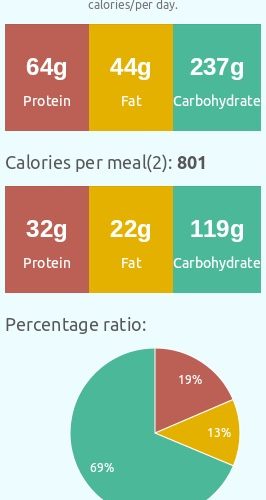 calories/per day.
64g 44g 237g
Protein Fat Carbohydrate
Calories per meal(2): 801
32g 22g 119g
Protein Fat Carbohydrate
Percentage ratio:
19%
13%
69%